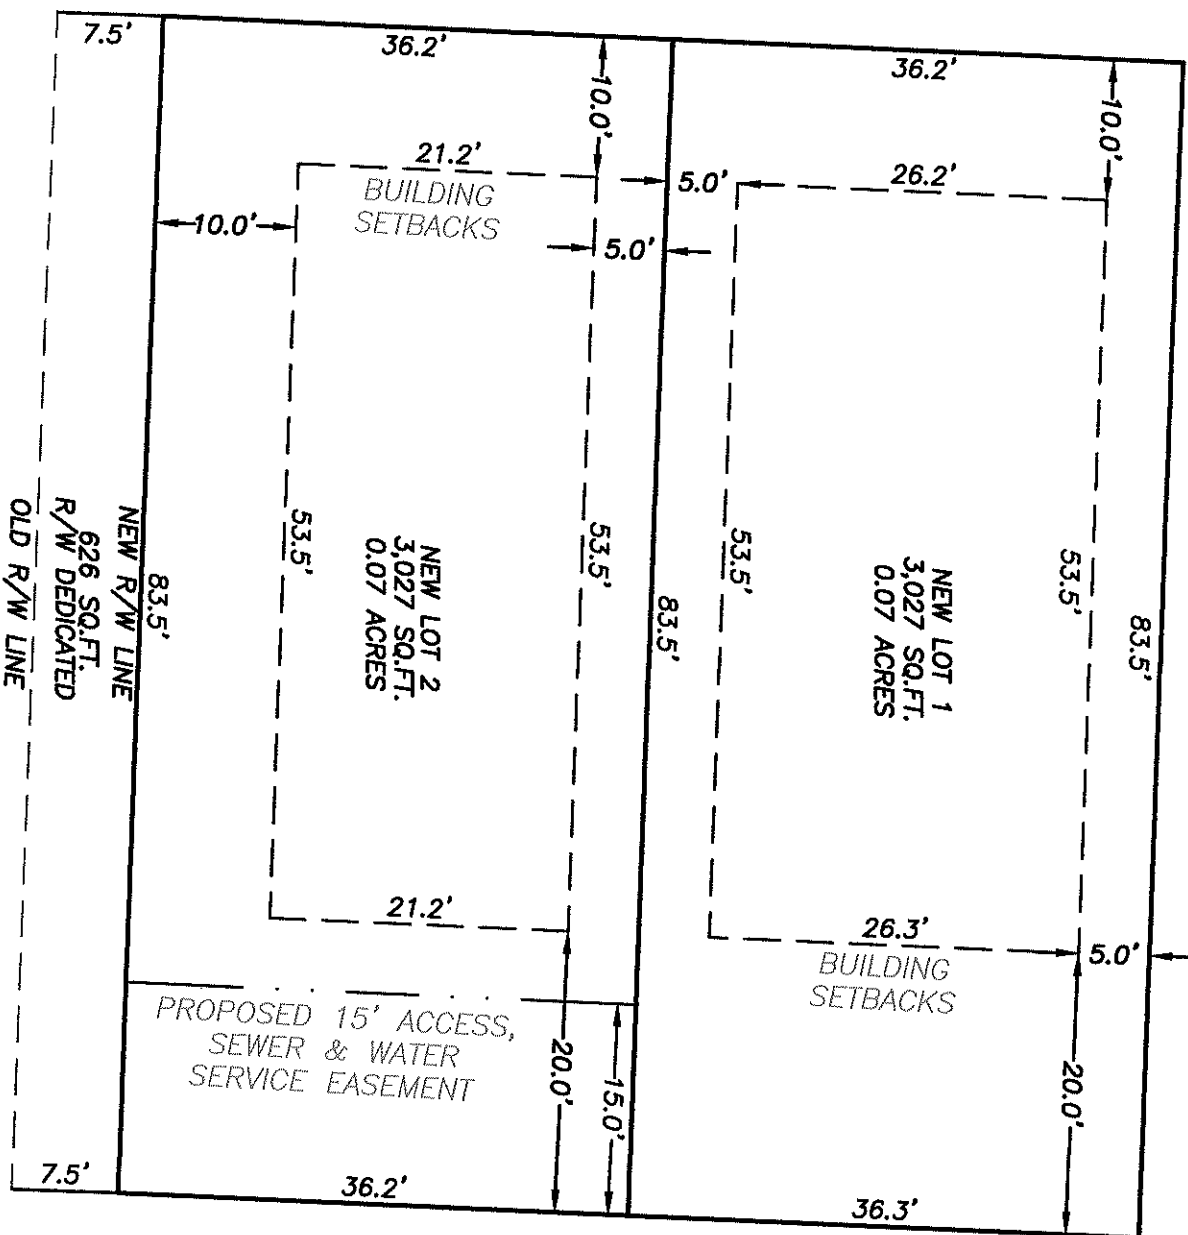 7.5'
36.2'
36.2'
10.0'
10.0'
21.2'
BUILDING
SETBACKS
5.0'
26.2'
10.0'
5.0'
53.5'
53.5'
53.5'
53.5'
83.5'
83.5'
83.5'
NEW LOT 1
3,027 SQ.FT.
0.07 ACRES
NEW LOT 2
3,027 SQ.FT.
0.07 ACRES
NEW R/W LINE
626 SQ.FT.
R/W DEDICATED
OLD R/W LINE
21.2'
26.3'
BUILDING
SETBACKS
5.0'
PROPOSED 15' ACCESS,
SEWER & WATER
SERVICE EASEMENT
20.0'
15.0'
20.0'
7.5'
36.2'
36.3'